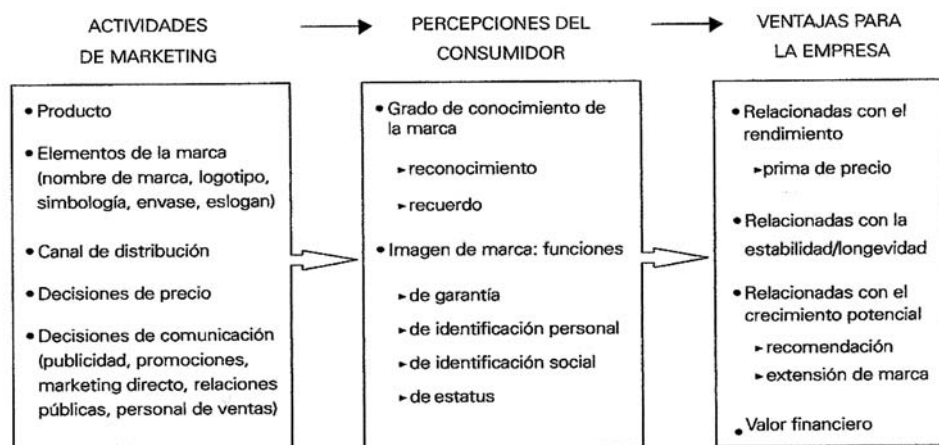 ACTIVIDADES
DE MARKETING
PERCEPCIONES DEL
CONSUMIDOR
VENTAJAS PARA
LA EMPRESA
• Producto
• Elementos de la marca
(nombre de marca, logotipo,
simbología, envase, eslogan)
• Canal de distribución
• Decisiones de precio
• Decisiones de comunicación
(publicidad, promociones,
marketing directo, relaciones
públicas, personal de ventas)
• Grado de conocimiento de
la marca
► reconocimiento
► recuerdo
• Imagen de marca: funciones
► de garantía
► de identificación personal
► de identificación social
► de estatus
• Relacionadas con el
rendimiento
► prima de precio
• Relacionadas con la
estabilidad/longevidad
• Relacionadas con el
crecimiento potencial
► recomendación
► extensión de marca
• Valor financiero